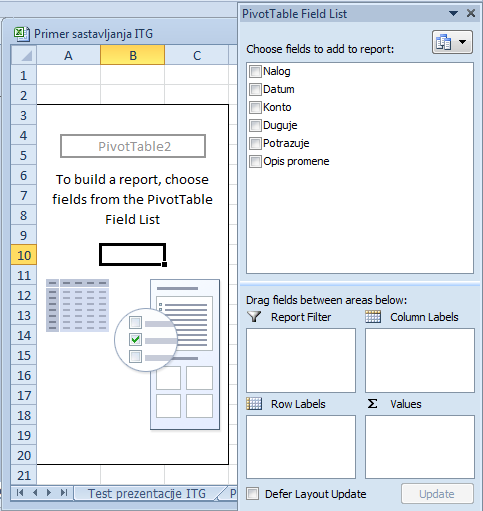 Primer sastavljanja ITG
A B C
1
2
3
4
5
6
7
8
9
10
11
12
13
14
15
16
17
18
19
20
21
PivotTable2
To build a report, choose
fields from the PivotTable
Field List
Test prezentacije ITG P
PivotTable Field List
Choose fields to add to report:
Nalog
Datum
Konto
Duguje
Potrazuje
Opis promene
Drag fields between areas below:
Report Filter
Column Labels
Row Labels
Σ Values
Defer Layout Update
Update